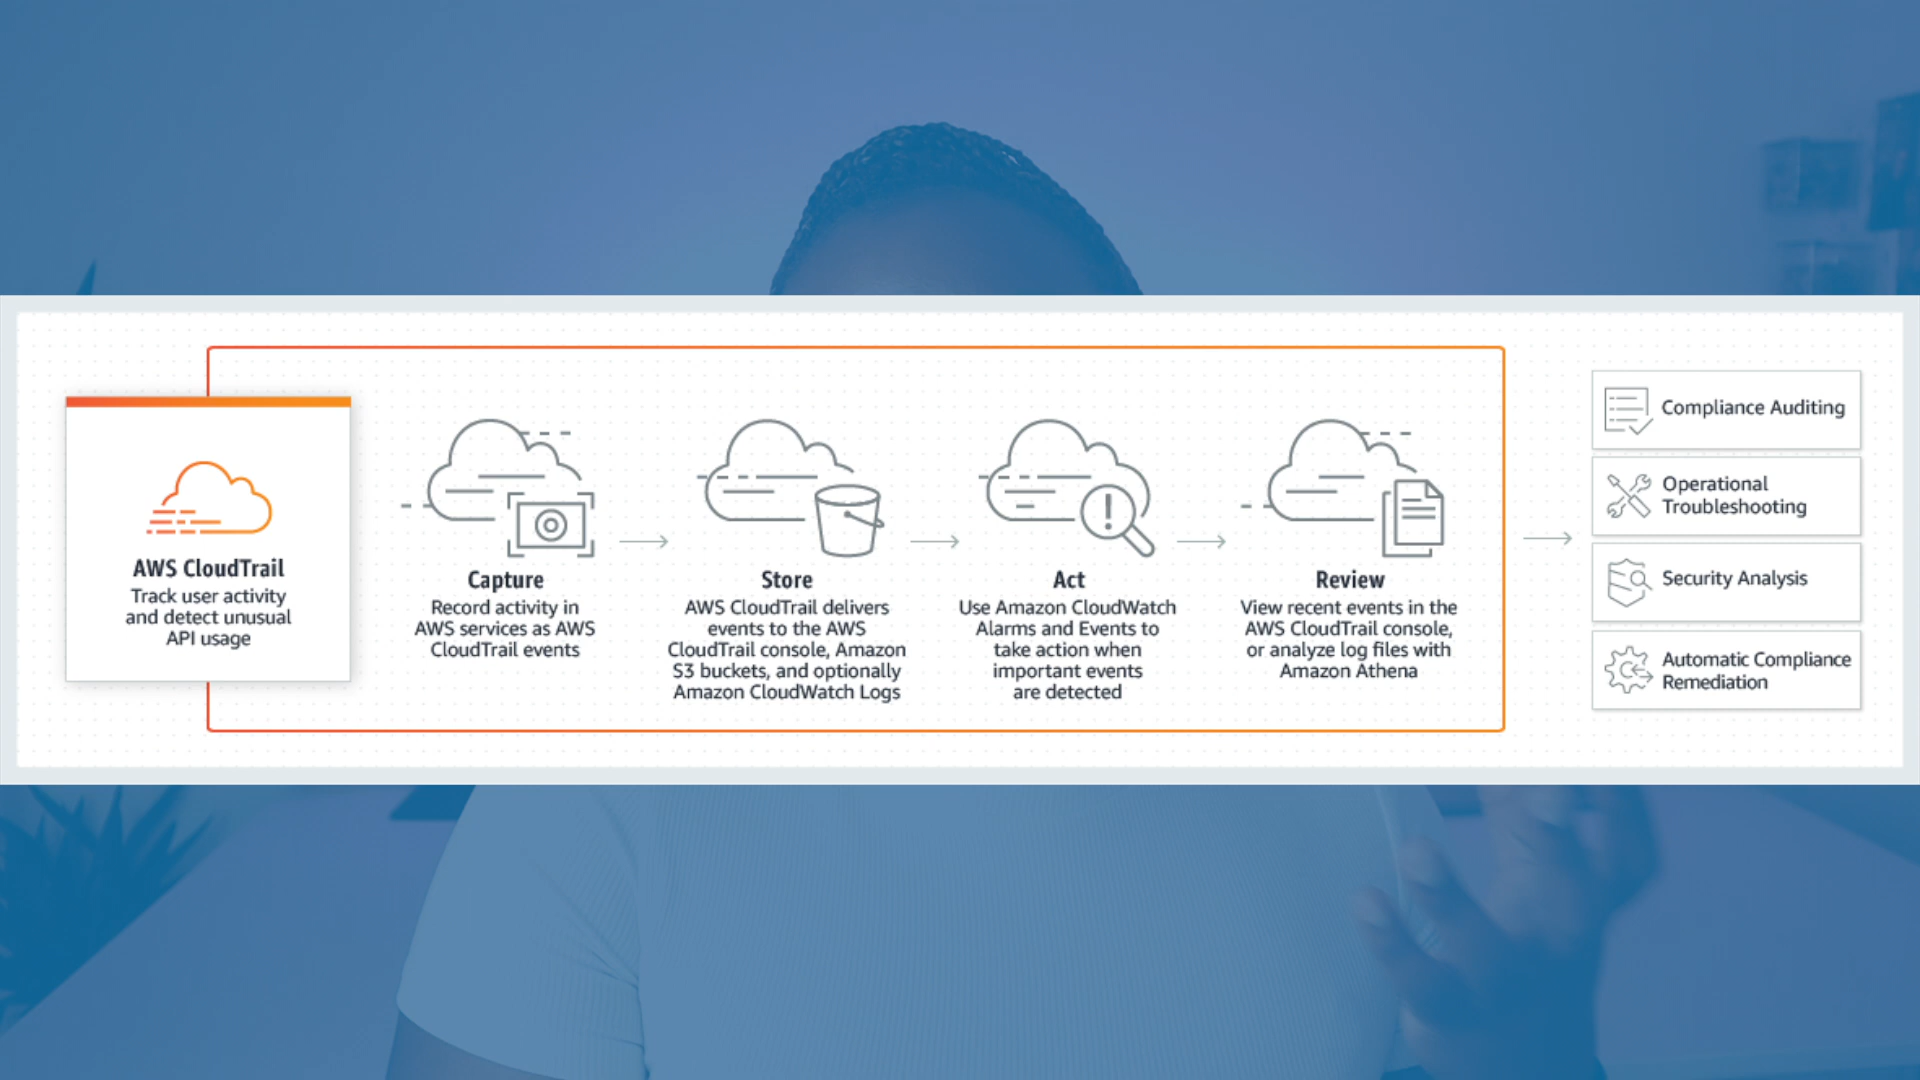 AWS CloudTrail
Track user activity
and detect unusual
API usage
Capture
Record activity in
AWS services as AWS
CloudTrail events
Store
AWS CloudTrail delivers
events to the AWS
CloudTrail console, Amazon
S3 buckets, and optionally
Amazon CloudWatch Logs
Act
Use Amazon CloudWatch
Alarms and Events to
take action when
important events
are detected
Review
View recent events in the
AWS CloudTrail console,
or analyze log files with
Amazon Athena
Compliance Auditing
Operational
Troubleshooting
Security Analysis
Automatic Compliance
Remediation